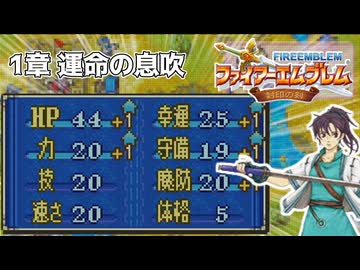 1章 運命の息吹
FIREEMBLEM
ファイアーエムブレム
封印の剣
HP 44+1 幸運 25+1
力 20+1 守備 19+1
技 20 魔防 20+1
速さ 20 体格 5